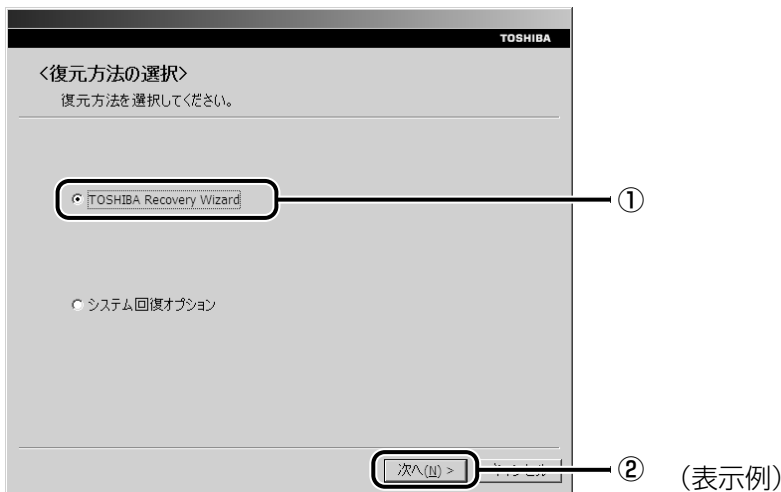 TOSHIBA
<復元方法の選択>
復元方法を選択してください。
TOSHIBA Recovery Wizard
①
システム回復オプション
次へ(N) >
②
(表示例)